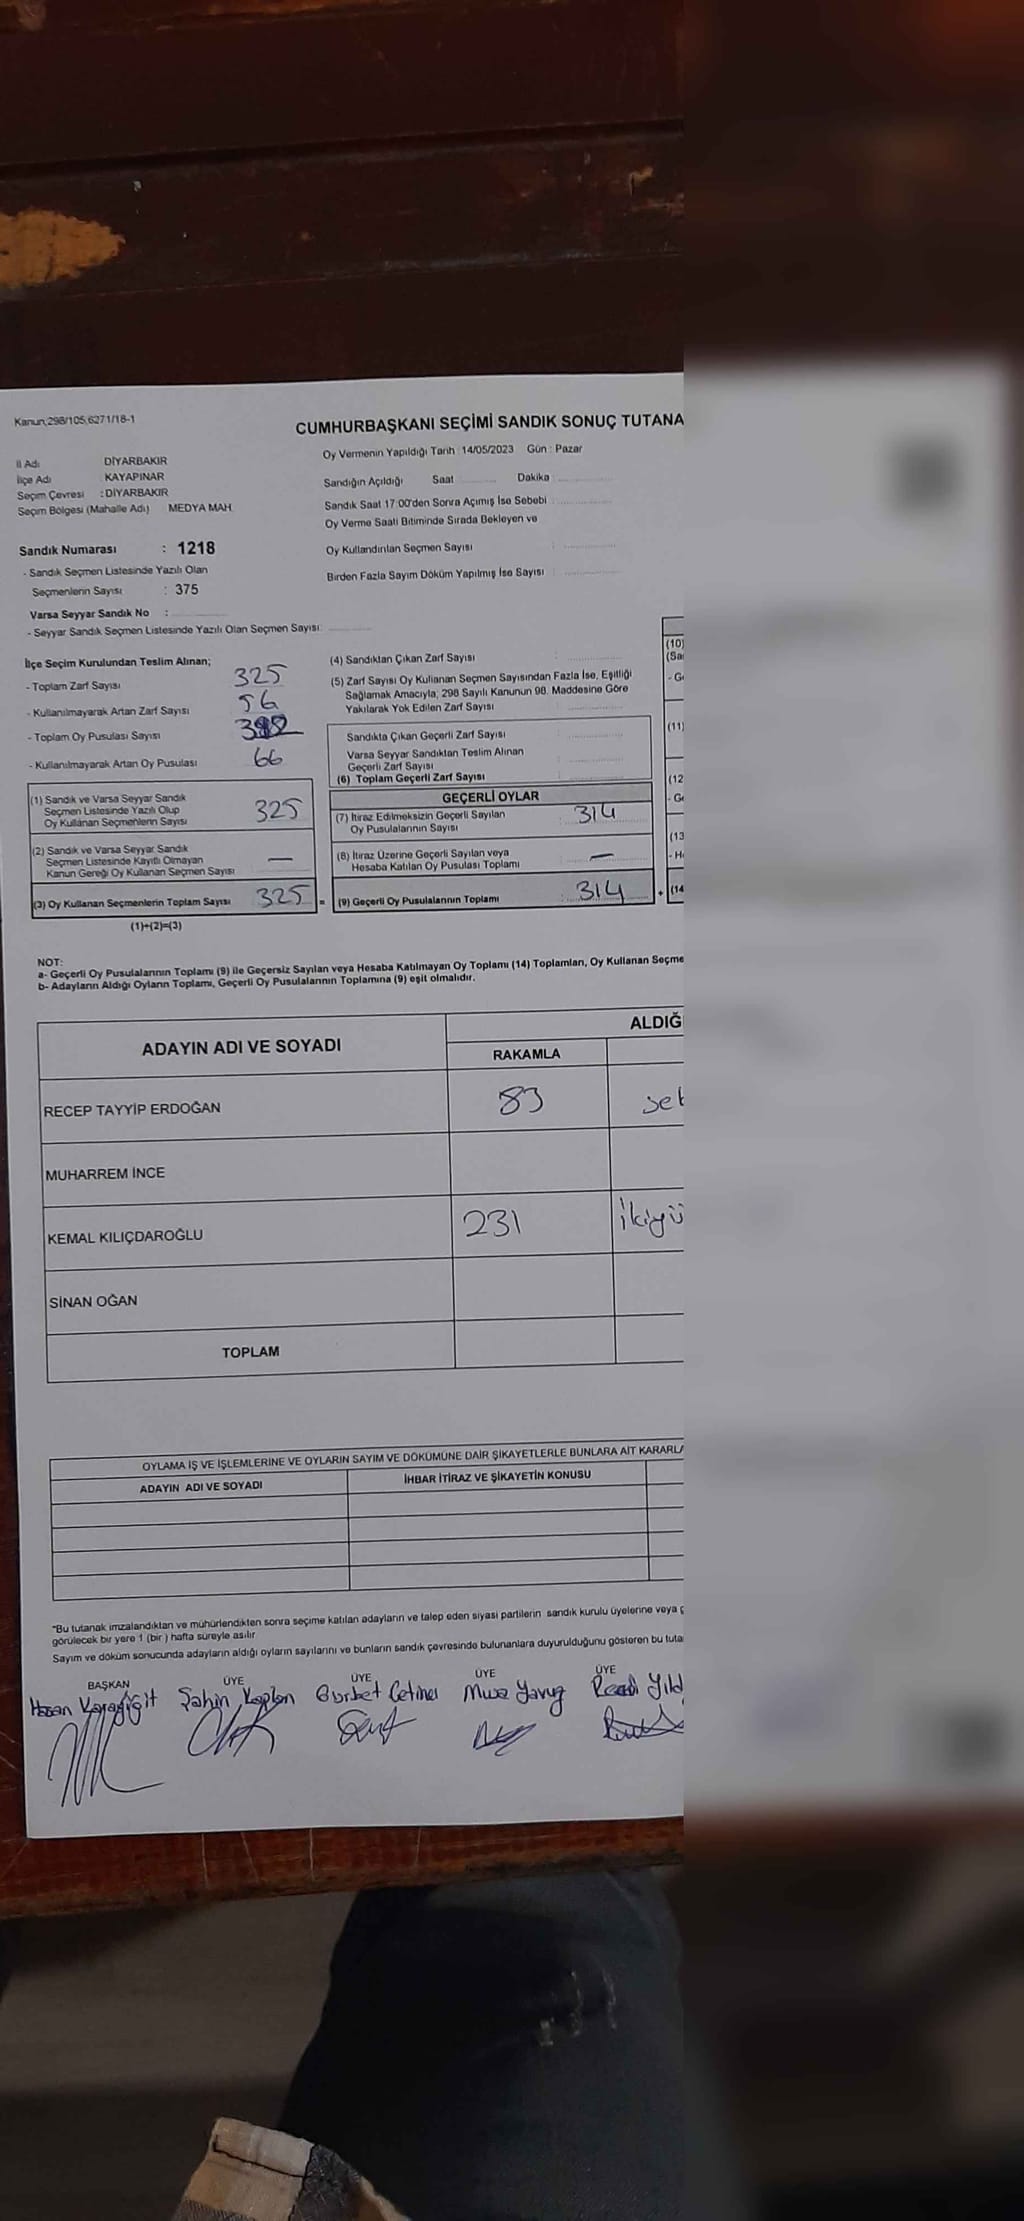 Kanun;298/105,6271/18-1
CUMHURBAŞKANI SEÇİMİ SANDIK SONUÇ TUTANA
Oy Vermenin Yapıldığı Tarih : 14/05/2023 Gün : Pazar
İl Adı : DİYARBAKIR
İlçe Adı : KAYAPINAR
Seçim Çevresi : DİYARBAKIR
Seçim Bölgesi (Mahalle Adı) MEDYA MAH.
Sandığın Açıldığı Saat Dakika
Sandık Saat 17:00'den Sonra Açımış İse Sebebi :
Oy Verme Saati Bitiminde Sırada Bekleyen ve
Oy Kullandırılan Seçmen Sayısı :
Birden Fazla Sayım Döküm Yapılmış İse Sayısı :
Sandık Numarası : 1218
- Sandık Seçmen Listesinde Yazılı Olan
Seçmenlerin Sayısı : 375
Varsa Seyyar Sandık No :
- Seyyar Sandık Seçmen Listesinde Yazılı Olan Seçmen Sayısı:
İlçe Seçim Kurulundan Teslim Alınan;
- Toplam Zarf Sayısı 325
- Kullanılmayarak Artan Zarf Sayısı 56
- Toplam Oy Pusulası Sayısı
- Kullanılmayarak Artan Oy Pusulası 66
(1) Sandık ve Varsa Seyyar Sandık
Seçmen Listesinde Yazılı Olup
Oy Kullanan Seçmenlerin Sayısı 325
(2) Sandık ve Varsa Seyyar Sandık
Seçmen Listesinde Kayıtlı Olmayan
Kanun Gereği Oy Kullanan Seçmen Sayısı —
(3) Oy Kullanan Seçmenlerin Toplam Sayısı 325 =
(1)+(2)=(3)
(4) Sandıktan Çıkan Zarf Sayısı :
(5) Zarf Sayısı Oy Kullanan Seçmen Sayısından Fazla İse, Eşitliği
Sağlamak Amacıyla, 298 Sayılı Kanunun 98. Maddesine Göre
Yakılarak Yok Edilen Zarf Sayısı :
Sandıkta Çıkan Geçerli Zarf Sayısı :
Varsa Seyyar Sandıktan Teslim Alınan
Geçerli Zarf Sayısı :
(6) Toplam Geçerli Zarf Sayısı :
GEÇERLİ OYLAR
(7) İtiraz Edilmeksizin Geçerli Sayılan
Oy Pusulalarının Sayısı : 314
(8) İtiraz Üzerine Geçerli Sayılan veya
Hesaba Katılan Oy Pusulası Toplamı : —
(9) Geçerli Oy Pusulalarının Toplamı : 314 +
(10)
(Sa
- G
(11)
(12
- G
(13
- H
(14
NOT:
a- Geçerli Oy Pusulalarının Toplamı (9) ile Geçersiz Sayılan veya Hesaba Katılmayan Oy Toplamı (14) Toplamları, Oy Kullanan Seçme
b- Adayların Aldığı Oyların Toplamı, Geçerli Oy Pusulalarının Toplamına (9) eşit olmalıdır.
ADAYIN ADI VE SOYADI ALDIĞ
RAKAMLA
RECEP TAYYİP ERDOĞAN 83 set
MUHARREM İNCE
KEMAL KILIÇDAROĞLU 231 ikiyü
SİNAN OĞAN
TOPLAM
OYLAMA İŞ VE İŞLEMLERİNE VE OYLARIN SAYIM VE DÖKÜMÜNE DAİR ŞİKAYETLERLE BUNLARA AİT KARARLA
ADAYIN ADI VE SOYADI İHBAR İTİRAZ VE ŞİKAYETİN KONUSU
*Bu tutanak imzalandıktan ve mühürlendikten sonra seçime katılan adayların ve talep eden siyasi partilerin sandık kurulu üyelerine veya
görülecek bir yere 1 (bir ) hafta süreyle asılır
Sayım ve döküm sonucunda adayların aldığı oyların sayılarını ve bunların sandık çevresinde bulunanlara duyurulduğunu gösteren bu tuta
BAŞKAN ÜYE ÜYE ÜYE ÜYE
Hasan Karayiğit Şahin Kaplan Gurbet Çetiner Musa Yavuz Yıld